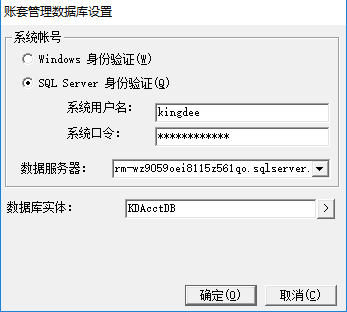 账套管理数据库设置
系统帐号
Windows 身份验证(W)
SQL Server 身份验证(Q)
系统用户名: kingdee
系统口令: ************
数据服务器: rm-wz9059oei8115z561qo.sqlserver.
数据库实体: KDAcctDB >
确定(O) 取消(C)